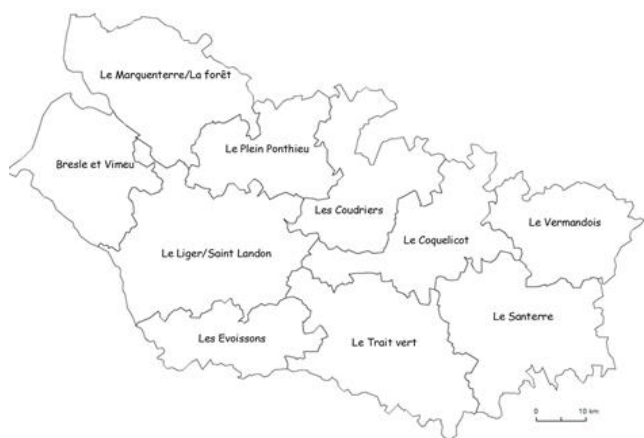 Le Marquenterre/La forêt
Le Plein Ponthieu
Bresle et Vimeu
Les Coudriers
Le Vermandois
Le Coquelicot
Le Liger/Saint Landon
Le Santerre
Les Evoissons
Le Trait vert
0 10 km